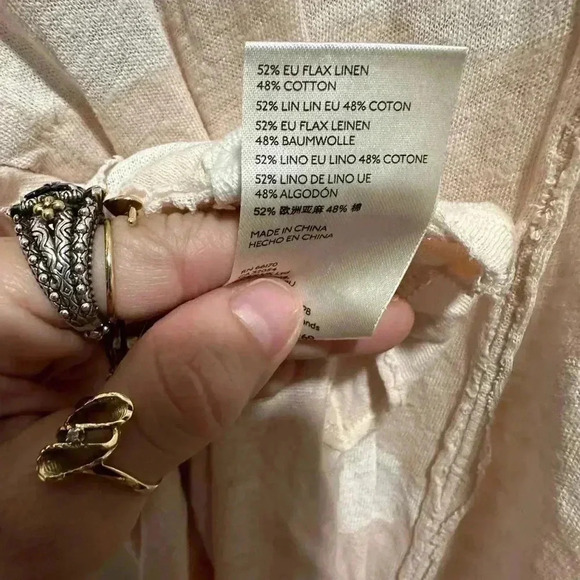 52% EU FLAX LINEN
48% COTTON
52% LIN LIN EU 48% COTON
52% EU FLAX LEINEN
48% BAUMWOLLE
52% LINO EU LINO 48% COTONE
52% LINO DE LINO UE
48% ALGODÓN
52% 欧洲亚麻 48% 棉
MADE IN CHINA
HECHO EN CHINA
RN 66170